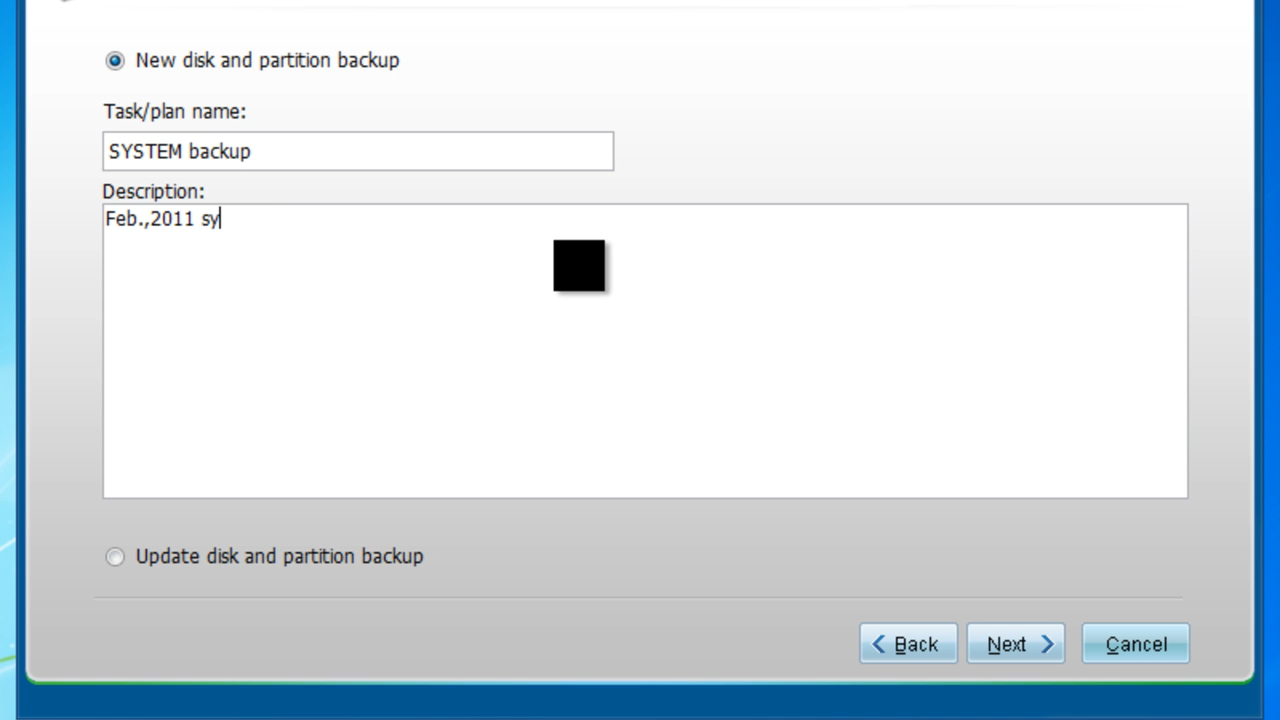 New disk and partition backup
Task/plan name:
SYSTEM backup
Description:
Feb.,2011 sy
Update disk and partition backup
Back Next Cancel